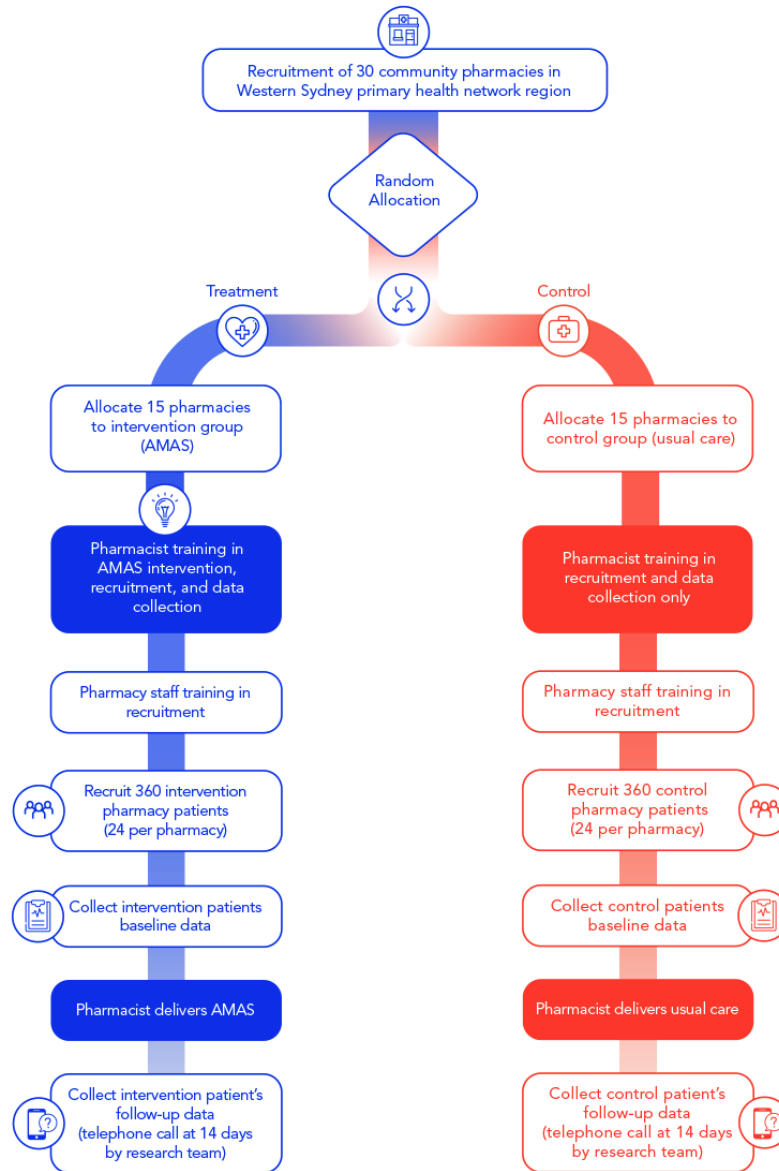 Recruitment of 30 community pharmacies in
Western Sydney primary health network region
Random
Allocation
Treatment
Control
Allocate 15 pharmacies
to intervention group
(AMAS)
Allocate 15 pharmacies to
control group (usual care)
Pharmacist training in
AMAS intervention,
recruitment, and data
collection
Pharmacist training in
recruitment and data
collection only
Pharmacy staff training in
recruitment
Pharmacy staff training in
recruitment
Recruit 360 intervention
pharmacy patients
(24 per pharmacy)
Recruit 360 control
pharmacy patients
(24 per pharmacy)
Collect intervention patients
baseline data
Collect control patients
baseline data
Pharmacist delivers AMAS
Pharmacist delivers usual care
Collect intervention patient's
follow-up data
(telephone call at 14 days
by research team)
Collect control patient's
follow-up data
(telephone call at 14 days
by research team)